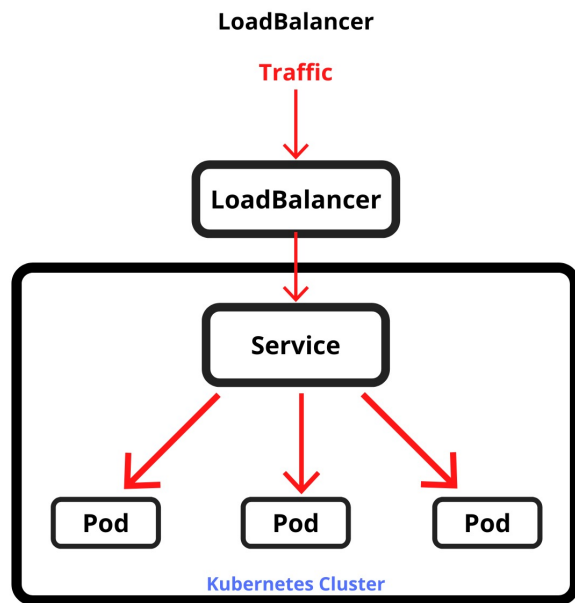 LoadBalancer
Traffic
LoadBalancer
Service
Pod
Pod
Pod
Kubernetes Cluster